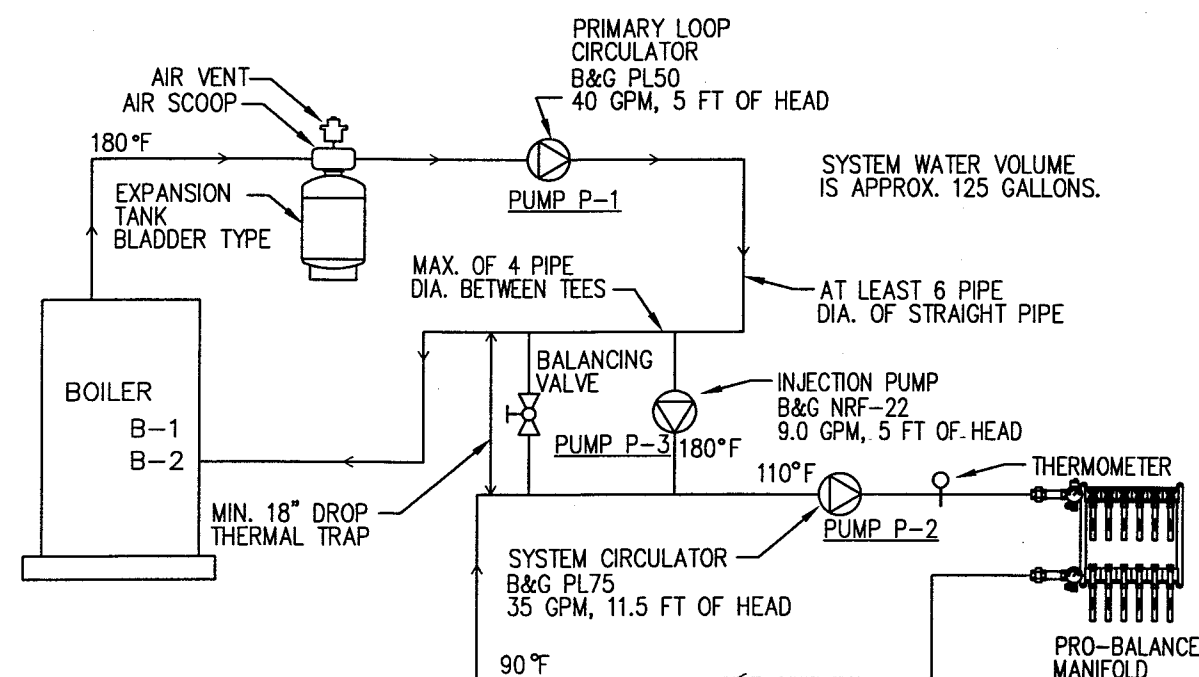 PRIMARY LOOP
CIRCULATOR
B&G PL50
40 GPM, 5 FT OF HEAD
AIR VENT
AIR SCOOP
180°F
EXPANSION
TANK
BLADDER TYPE
PUMP P-1
SYSTEM WATER VOLUME
IS APPROX. 125 GALLONS.
MAX. OF 4 PIPE
DIA. BETWEEN TEES
AT LEAST 6 PIPE
DIA. OF STRAIGHT PIPE
BOILER
B-1
B-2
BALANCING
VALVE
INJECTION PUMP
B&G NRF-22
9.0 GPM, 5 FT OF HEAD
PUMP P-3
180°F
110°F
THERMOMETER
MIN. 18" DROP
THERMAL TRAP
PUMP P-2
SYSTEM CIRCULATOR
B&G PL75
35 GPM, 11.5 FT OF HEAD
90°F
PRO-BALANCE
MANIFOLD